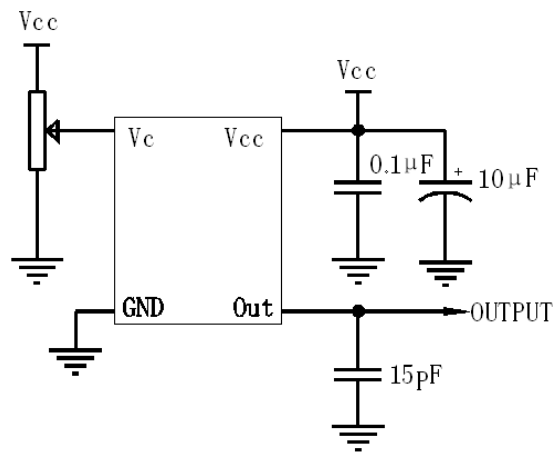 Vcc
Vcc
Vc
Vcc
0.1μF
+
10μF
GND
Out
OUTPUT
15pF